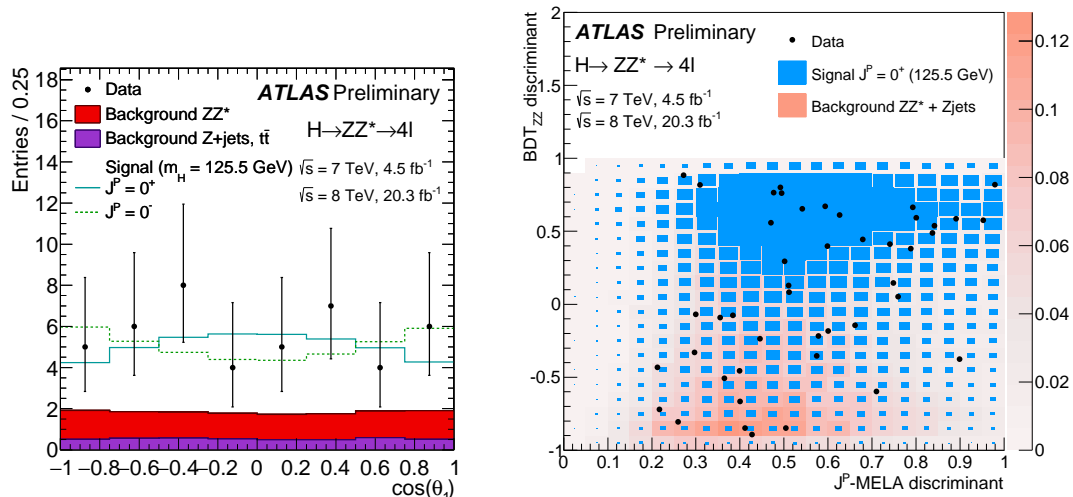 ATLAS Preliminary
Data
Background ZZ*
Background Z+jets, tt̄
H→ZZ*→4l
Signal (m_H = 125.5 GeV)
√s = 7 TeV, 4.5 fb⁻¹
J^P = 0⁺
√s = 8 TeV, 20.3 fb⁻¹
J^P = 0⁻
Entries / 0.25
18
16
14
12
10
8
6
4
2
0
−1 −0.8 −0.6 −0.4 −0.2 0 0.2 0.4 0.6 0.8 1
cos(θ₁)
ATLAS Preliminary
H→ ZZ* → 4l
√s = 7 TeV, 4.5 fb⁻¹
√s = 8 TeV, 20.3 fb⁻¹
Data
Signal J^P = 0⁺ (125.5 GeV)
Background ZZ* + Zjets
BDT_ZZ discriminant
2
1.5
1
0.5
0
-0.5
-1
0 0.1 0.2 0.3 0.4 0.5 0.6 0.7 0.8 0.9 1
J^P-MELA discriminant
0.12
0.1
0.08
0.06
0.04
0.02
0